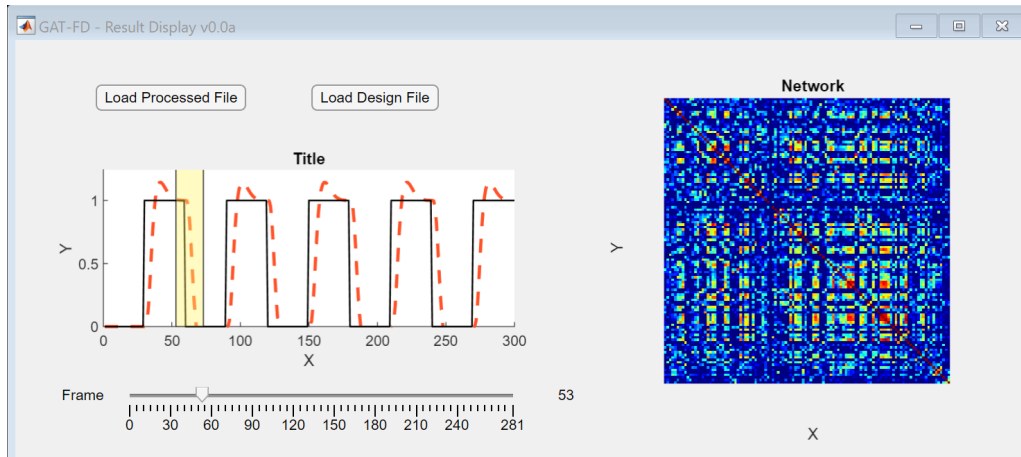 GAT-FD - Result Display v0.0a
Load Processed File
Load Design File
Title
Y
1
0.5
0
0 50 100 150 200 250 300
X
Frame
53
0 30 60 90 120 150 180 210 240 281
Network
Y
X